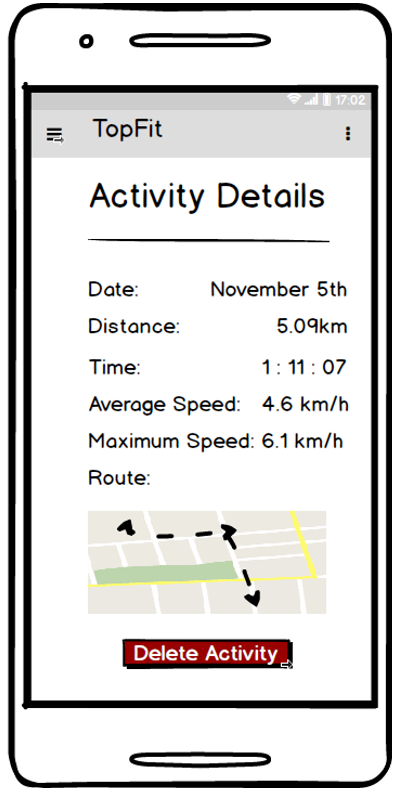 17:02
TopFit
Activity Details
Date: November 5th
Distance: 5.09km
Time: 1 : 11 : 07
Average Speed: 4.6 km/h
Maximum Speed: 6.1 km/h
Route:
Delete Activity